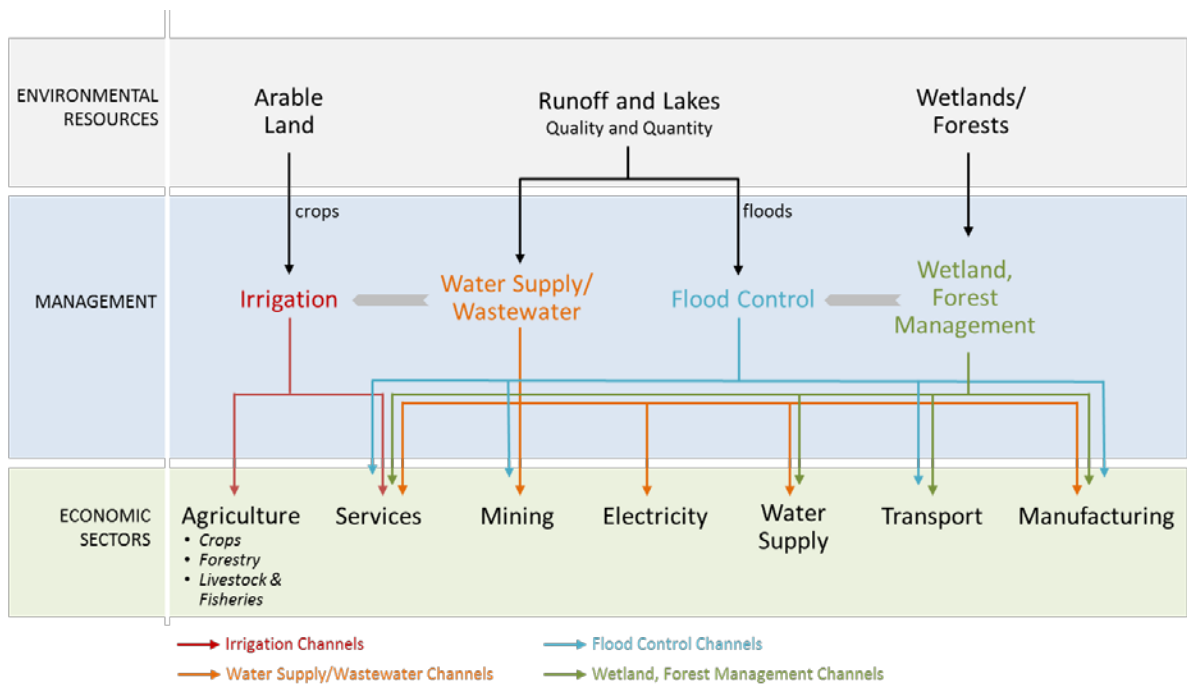 ENVIRONMENTAL
RESOURCES
Arable
Land
Runoff and Lakes
Quality and Quantity
Wetlands/
Forests
crops
floods
MANAGEMENT
Irrigation
Water Supply/
Wastewater
Flood Control
Wetland,
Forest
Management
ECONOMIC
SECTORS
Agriculture
• Crops
• Forestry
• Livestock &
Fisheries
Services
Mining
Electricity
Water
Supply
Transport
Manufacturing
Irrigation Channels
Flood Control Channels
Water Supply/Wastewater Channels
Wetland, Forest Management Channels